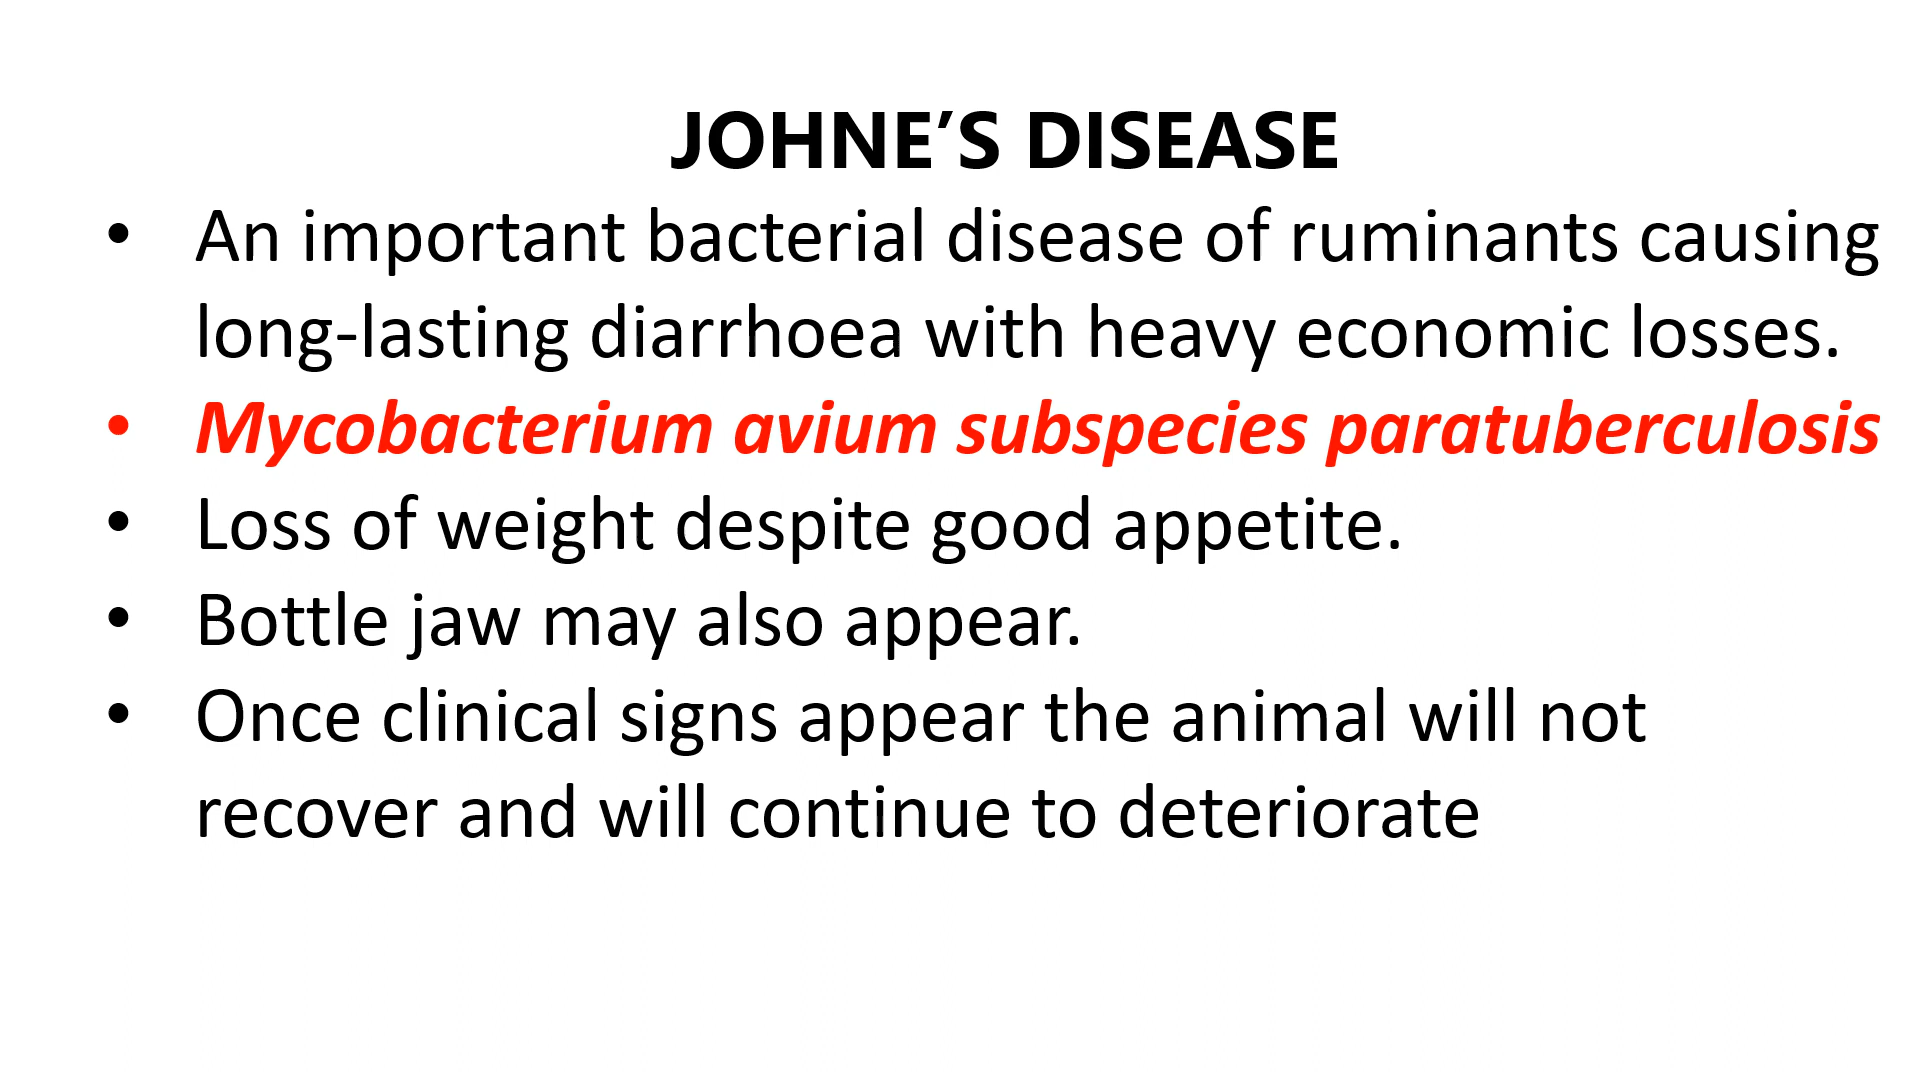 JOHNE’S DISEASE
• An important bacterial disease of ruminants causing
long-lasting diarrhoea with heavy economic losses.
• Mycobacterium avium subspecies paratuberculosis
• Loss of weight despite good appetite.
• Bottle jaw may also appear.
• Once clinical signs appear the animal will not
recover and will continue to deteriorate